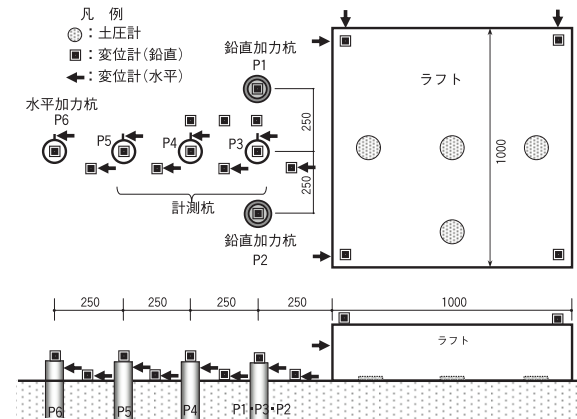 凡 例
：土圧計
：変位計(鉛直)
：変位計(水平)
鉛直加力杭
P1
水平加力杭
P6
P5
P4
P3
250
250
計測杭
鉛直加力杭
P2
ラフト
1000
250
250
250
250
1000
ラフト
P6
P5
P4
P1・P3・P2